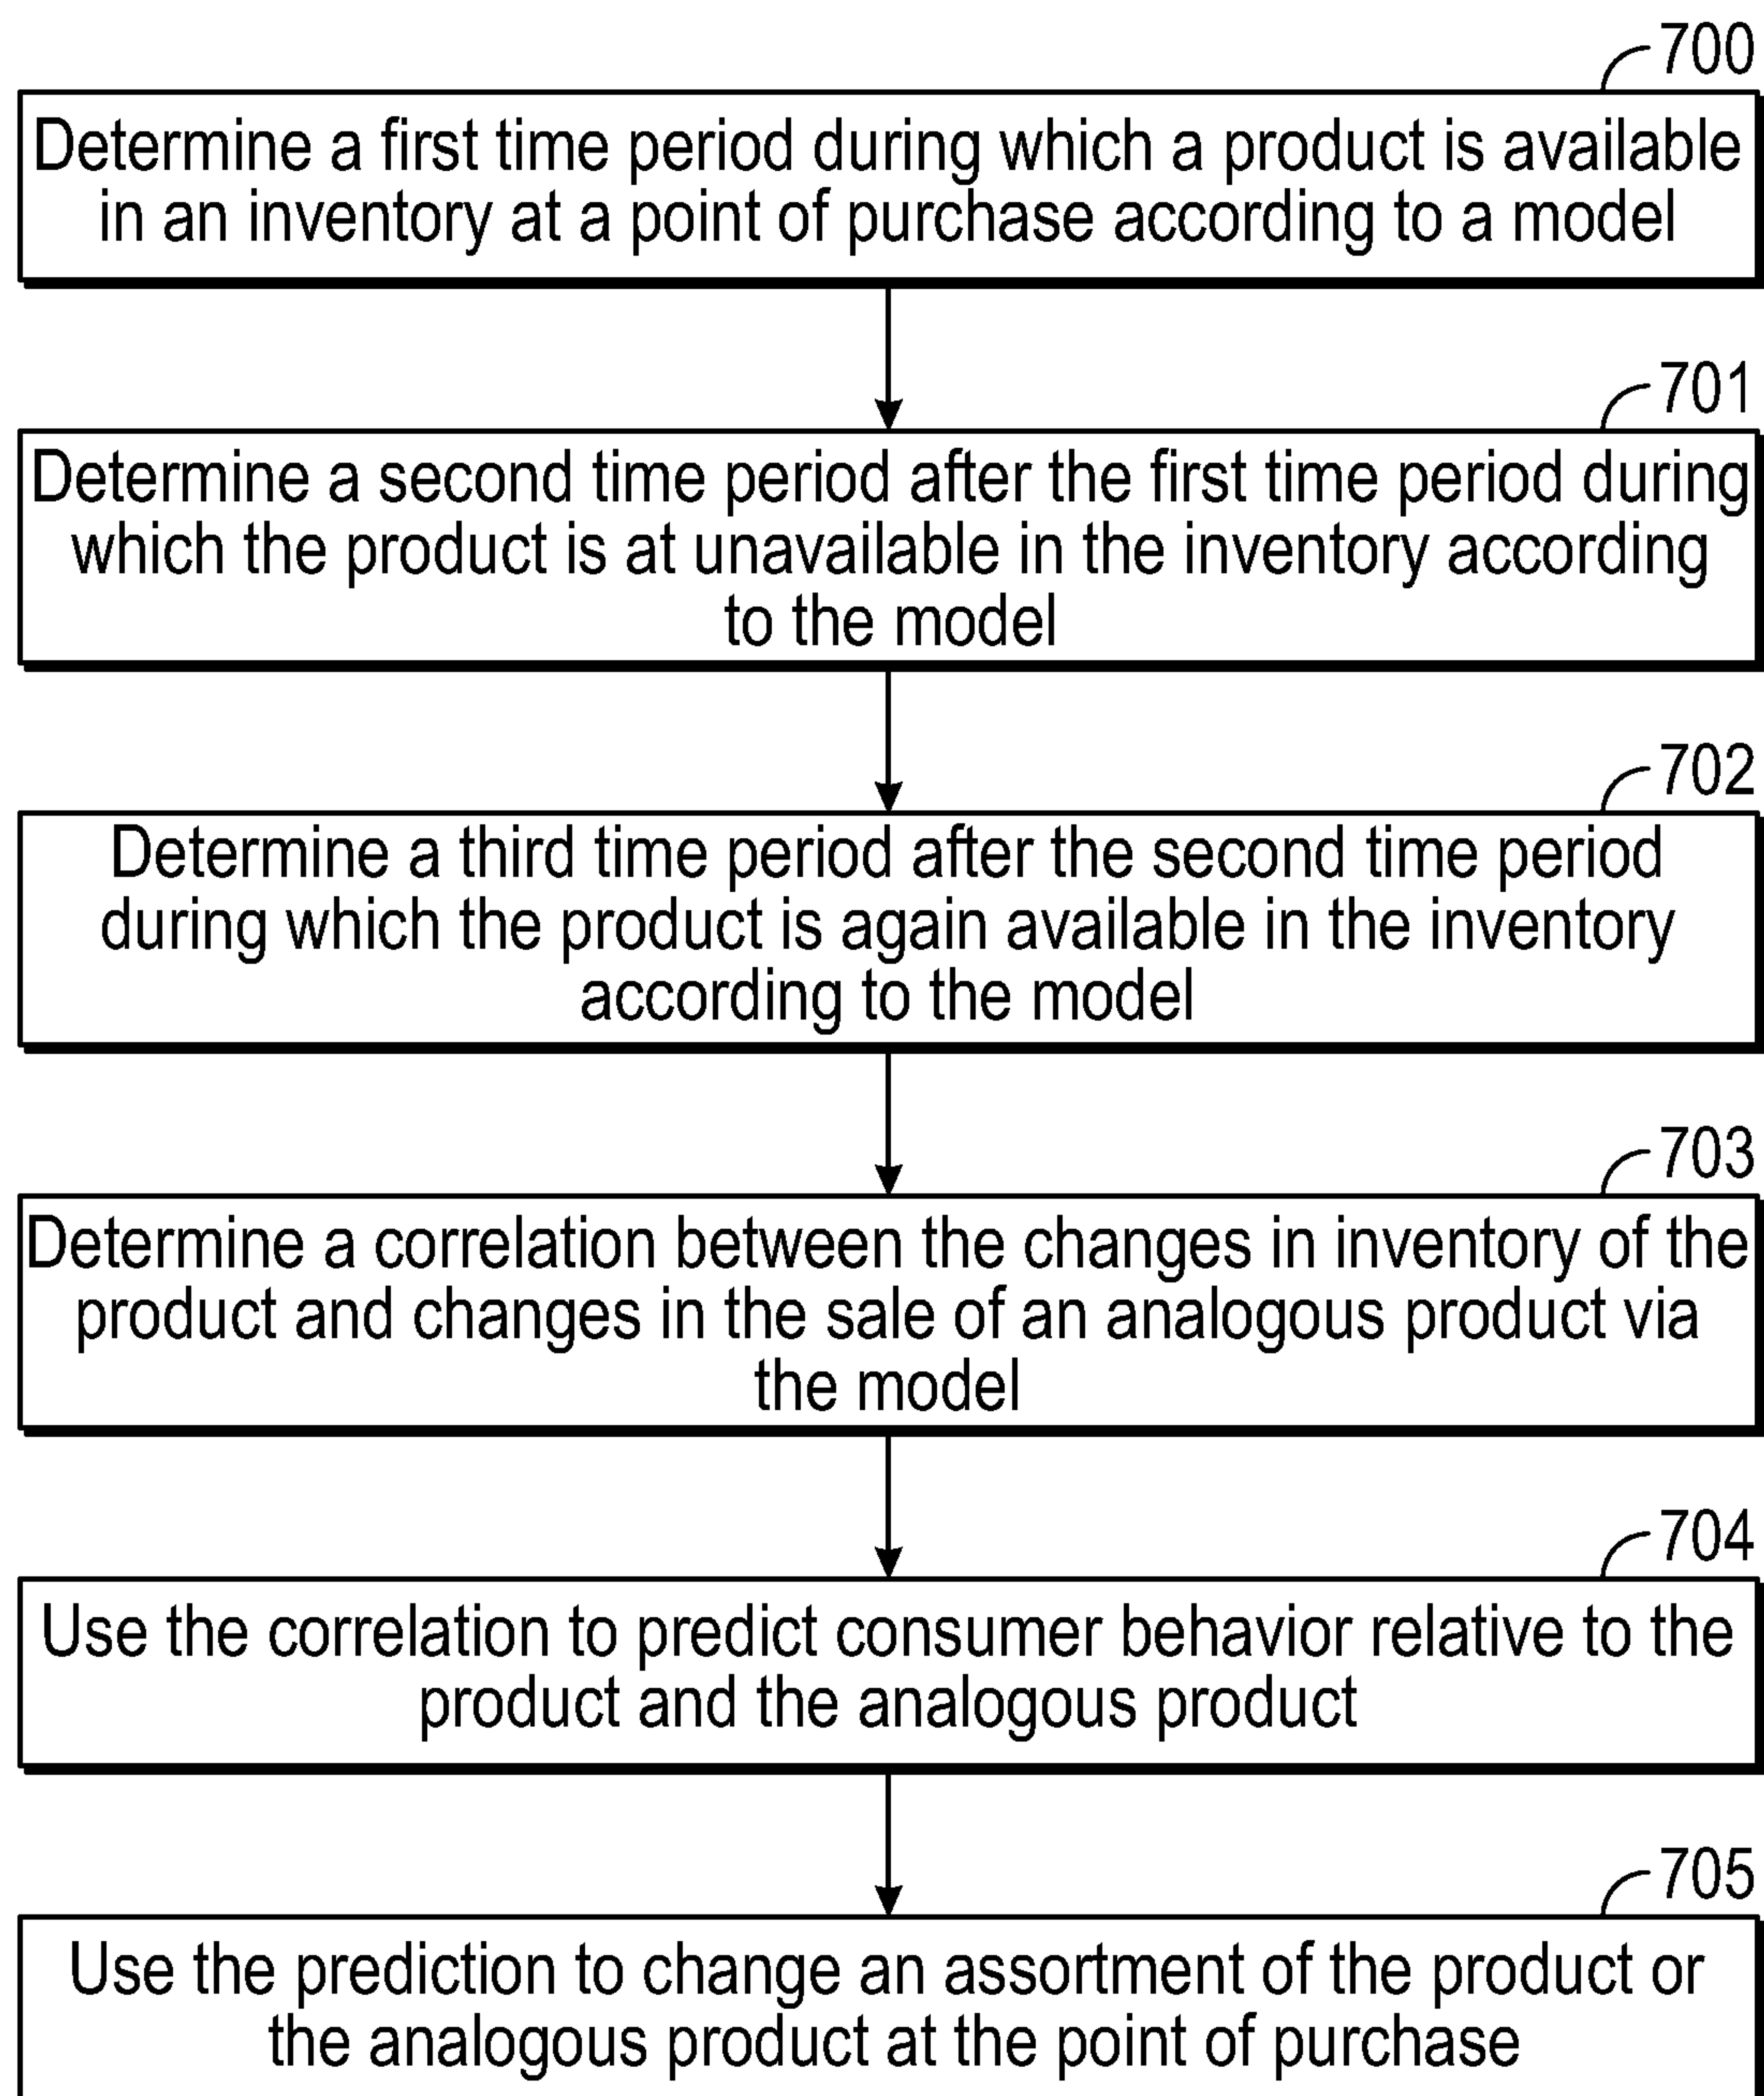 700
Determine a first time period during which a product is available
in an inventory at a point of purchase according to a model
701
Determine a second time period after the first time period during
which the product is at unavailable in the inventory according
to the model
702
Determine a third time period after the second time period
during which the product is again available in the inventory
according to the model
703
Determine a correlation between the changes in inventory of the
product and changes in the sale of an analogous product via
the model
704
Use the correlation to predict consumer behavior relative to the
product and the analogous product
705
Use the prediction to change an assortment of the product or
the analogous product at the point of purchase